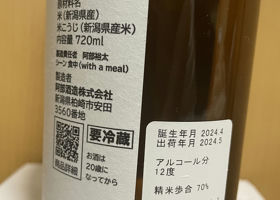 原材料名
米(新潟県産)
米こうじ(新潟県産米)
内容量 720ml
製造責任者 阿部裕太
シーン 食中(with a meal)
製造者
阿部酒造株式会社
新潟県柏崎市安田
3560番地
要冷蔵
お酒は
20歳に
なってから
商品詳細
誕生年月 2024.4
出荷年月 2024.5
アルコール分
12度
精米歩合 70%